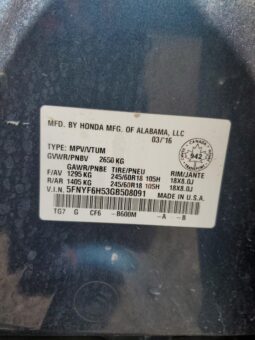 MFD. BY HONDA MFG. OF ALABAMA, LLC
03/'16
TYPE: MPV/VTUM
GVWR/PNBV 2650 KG
GAWR/PNBE TIRE/PNEU RIM/JANTE
F/AV 1295 KG 245/60R18 105H 18X8.0J
R/AR 1405 KG 245/60R18 105H 18X8.0J
V.I.N. 5FNYF6H53GB508091 MADE IN U.S.A.
TG7 G CF6 -B600M -A -B
CANADA
942